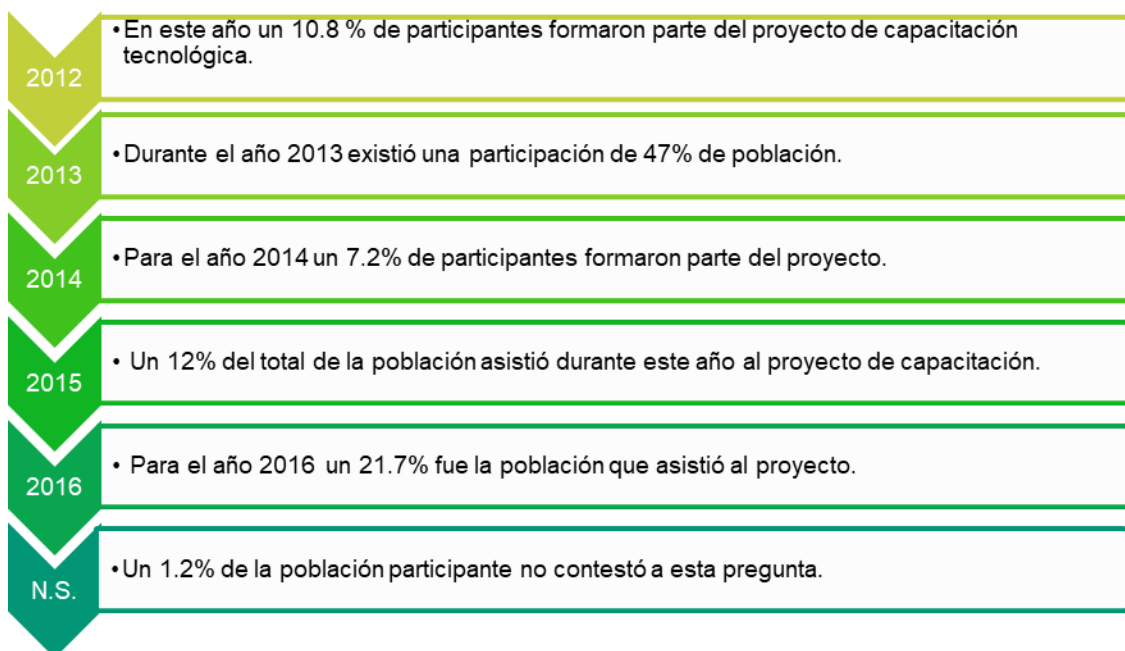 2012
•En este año un 10.8 % de participantes formaron parte del proyecto de capacitación
tecnológica.
2013
•Durante el año 2013 existió una participación de 47% de población.
2014
•Para el año 2014 un 7.2% de participantes formaron parte del proyecto.
2015
• Un 12% del total de la población asistió durante este año al proyecto de capacitación.
2016
• Para el año 2016 un 21.7% fue la población que asistió al proyecto.
N.S.
•Un 1.2% de la población participante no contestó a esta pregunta.